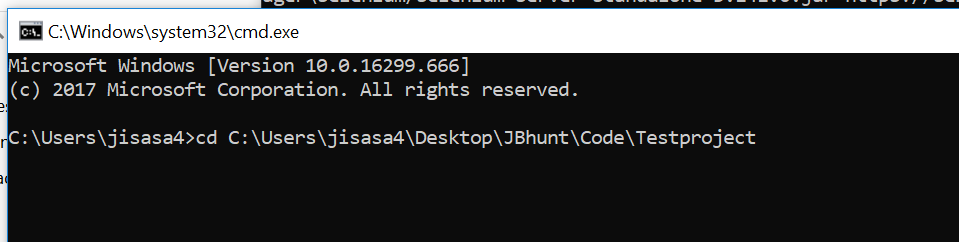 C:\Windows\system32\cmd.exe
Microsoft Windows [Version 10.0.16299.666]
(c) 2017 Microsoft Corporation. All rights reserved.
C:\Users\jisasa4>cd C:\Users\jisasa4\Desktop\JBhunt\Code\Testproject